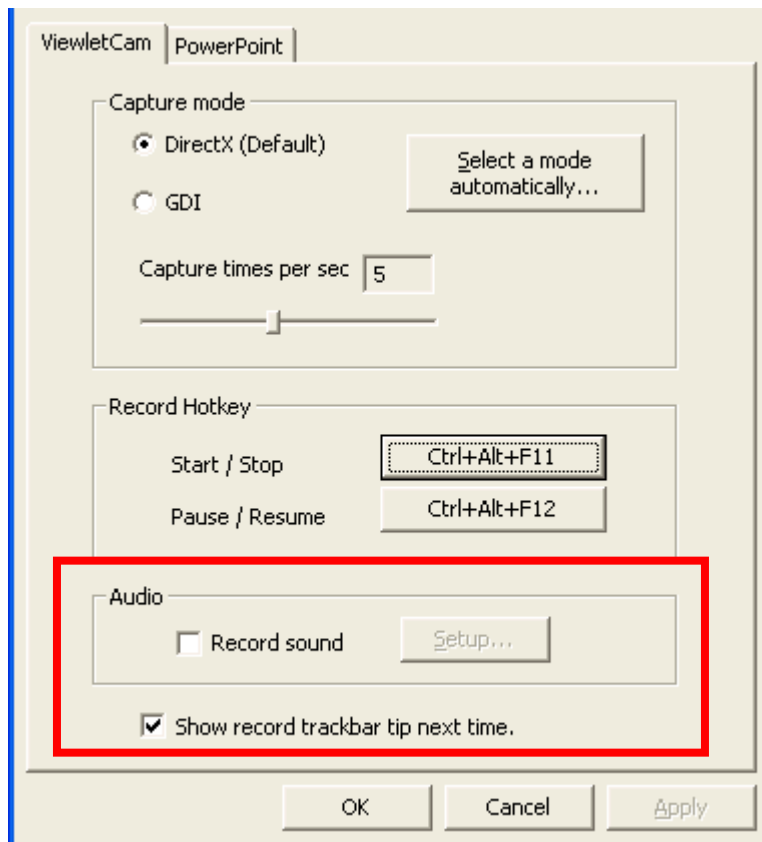 ViewletCam PowerPoint
Capture mode
DirectX (Default)
Select a mode
automatically...
GDI
Capture times per sec 5
Record Hotkey
Start / Stop Ctrl+Alt+F11
Pause / Resume Ctrl+Alt+F12
Audio
Record sound Setup...
Show record trackbar tip next time.
OK Cancel Apply